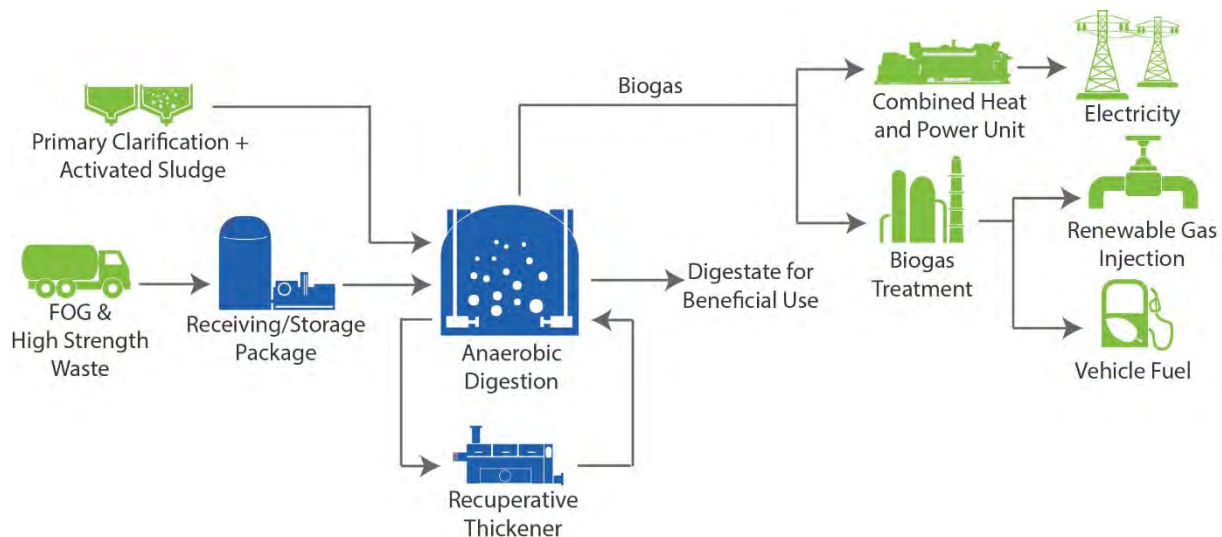 Primary Clarification +
Activated Sludge
FOG &
High Strength
Waste
Receiving/Storage
Package
Anaerobic
Digestion
Recuperative
Thickener
Digestate for
Beneficial Use
Biogas
Combined Heat
and Power Unit
Electricity
Biogas
Treatment
Renewable Gas
Injection
Vehicle Fuel